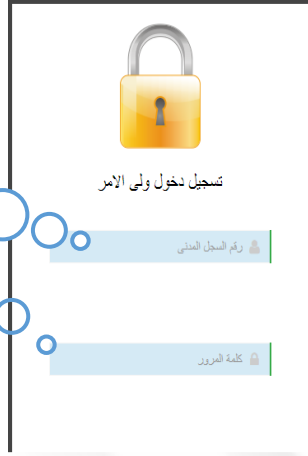 تسجيل دخول ولى الامر
رقم السجل المدنى
كلمة المرور